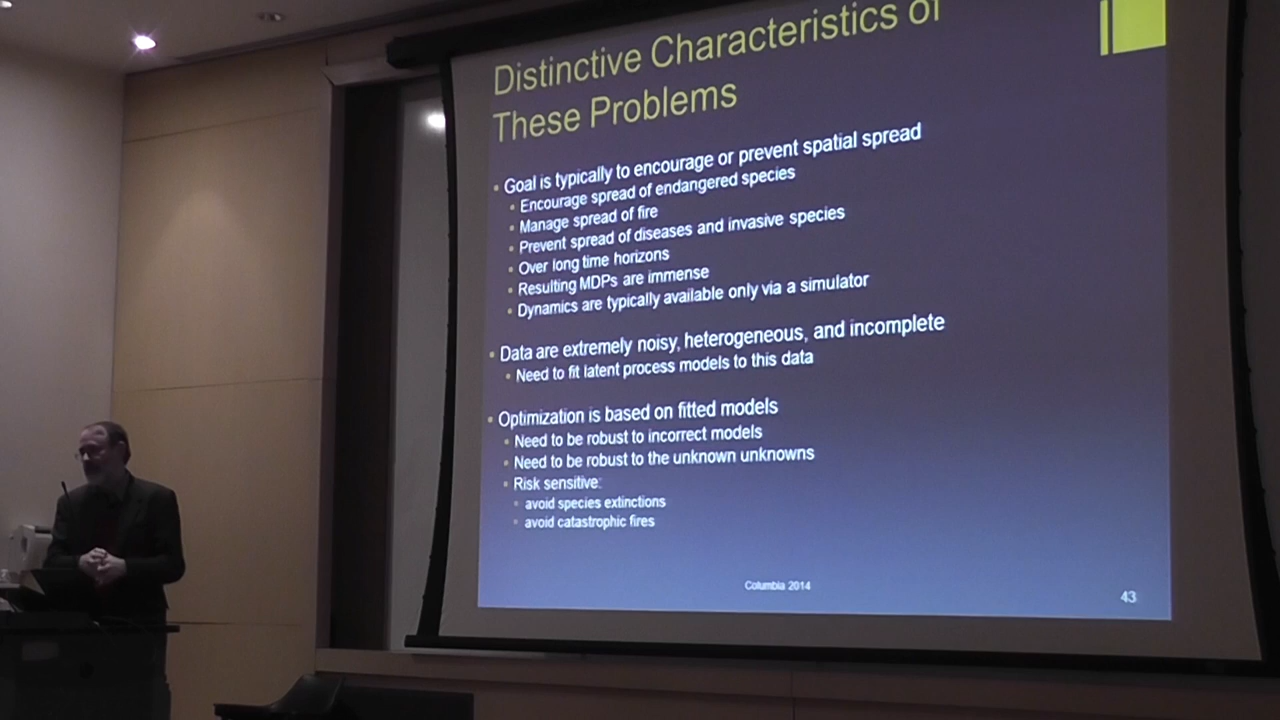 Distinctive Characteristics of
These Problems
Goal is typically to encourage or prevent spatial spread
Encourage spread of endangered species
Manage spread of fire
Prevent spread of diseases and invasive species
Over long time horizons
Resulting MDPs are immense
Dynamics are typically available only via a simulator
Data are extremely noisy, heterogeneous, and incomplete
Need to fit latent process models to this data
Optimization is based on fitted models
Need to be robust to incorrect models
Need to be robust to the unknown unknowns
Risk sensitive:
avoid species extinctions
avoid catastrophic fires
Columbia 2014
43